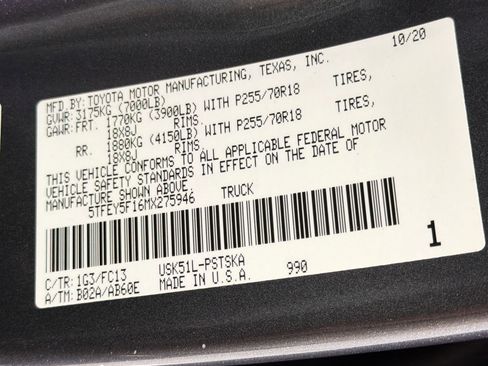 MFD.BY:TOYOTA MOTOR MANUFACTURING, TEXAS, INC. 10/20
GVWR:3175KG (7000LB)
GAWR:FRT. 1770KG (3900LB) WITH P255/70R18 TIRES,
18X8J RIMS,
RR. 1880KG (4150LB) WITH P255/70R18 TIRES,
18X8J RIMS,
THIS VEHICLE CONFORMS TO ALL APPLICABLE FEDERAL MOTOR
VEHICLE SAFETY STANDARDS IN EFFECT ON THE DATE OF
MANUFACTURE SHOWN ABOVE.
5TFEY5F16MX275946 TRUCK
1
C/TR:1G3/FC13 USK51L-PSTSKA
A/TM:B02A/AB60E MADE IN U.S.A. 990